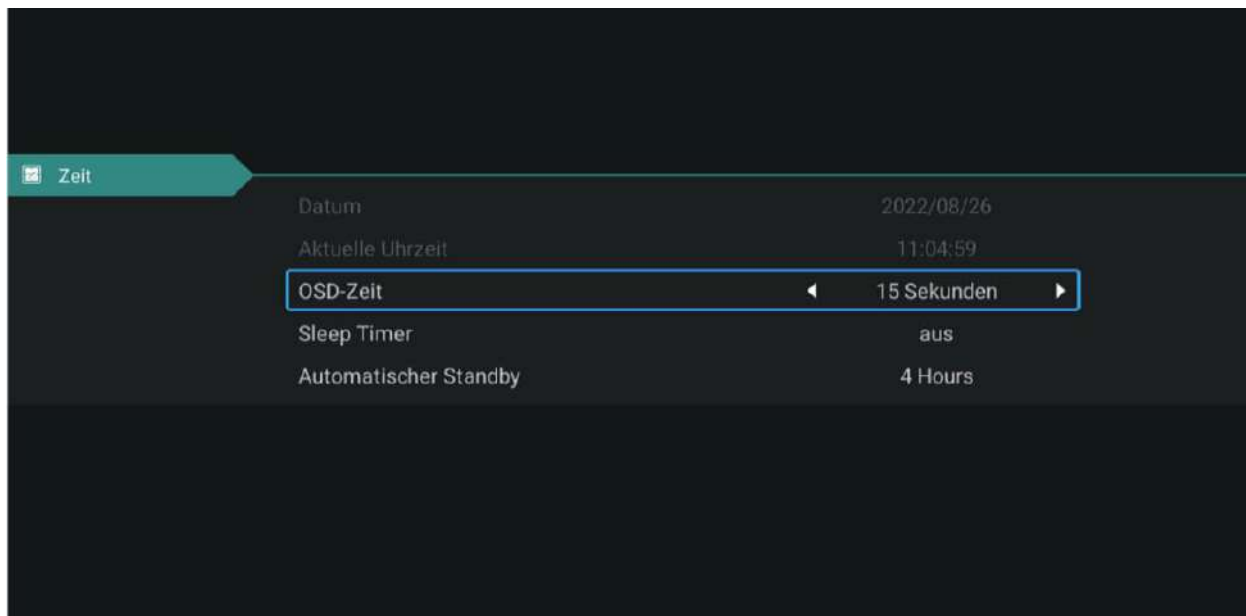 Zeit
Datum 2022/08/26
Aktuelle Uhrzeit 11:04:59
OSD-Zeit 15 Sekunden
Sleep Timer aus
Automatischer Standby 4 Hours